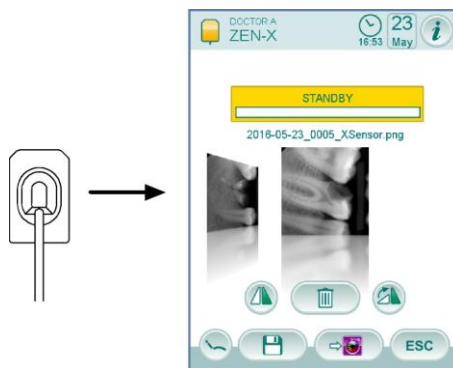 DOCTOR A
ZEN-X
16:53
23
May
i
STANDBY
2016-05-23_0005_XSensor.png
ESC